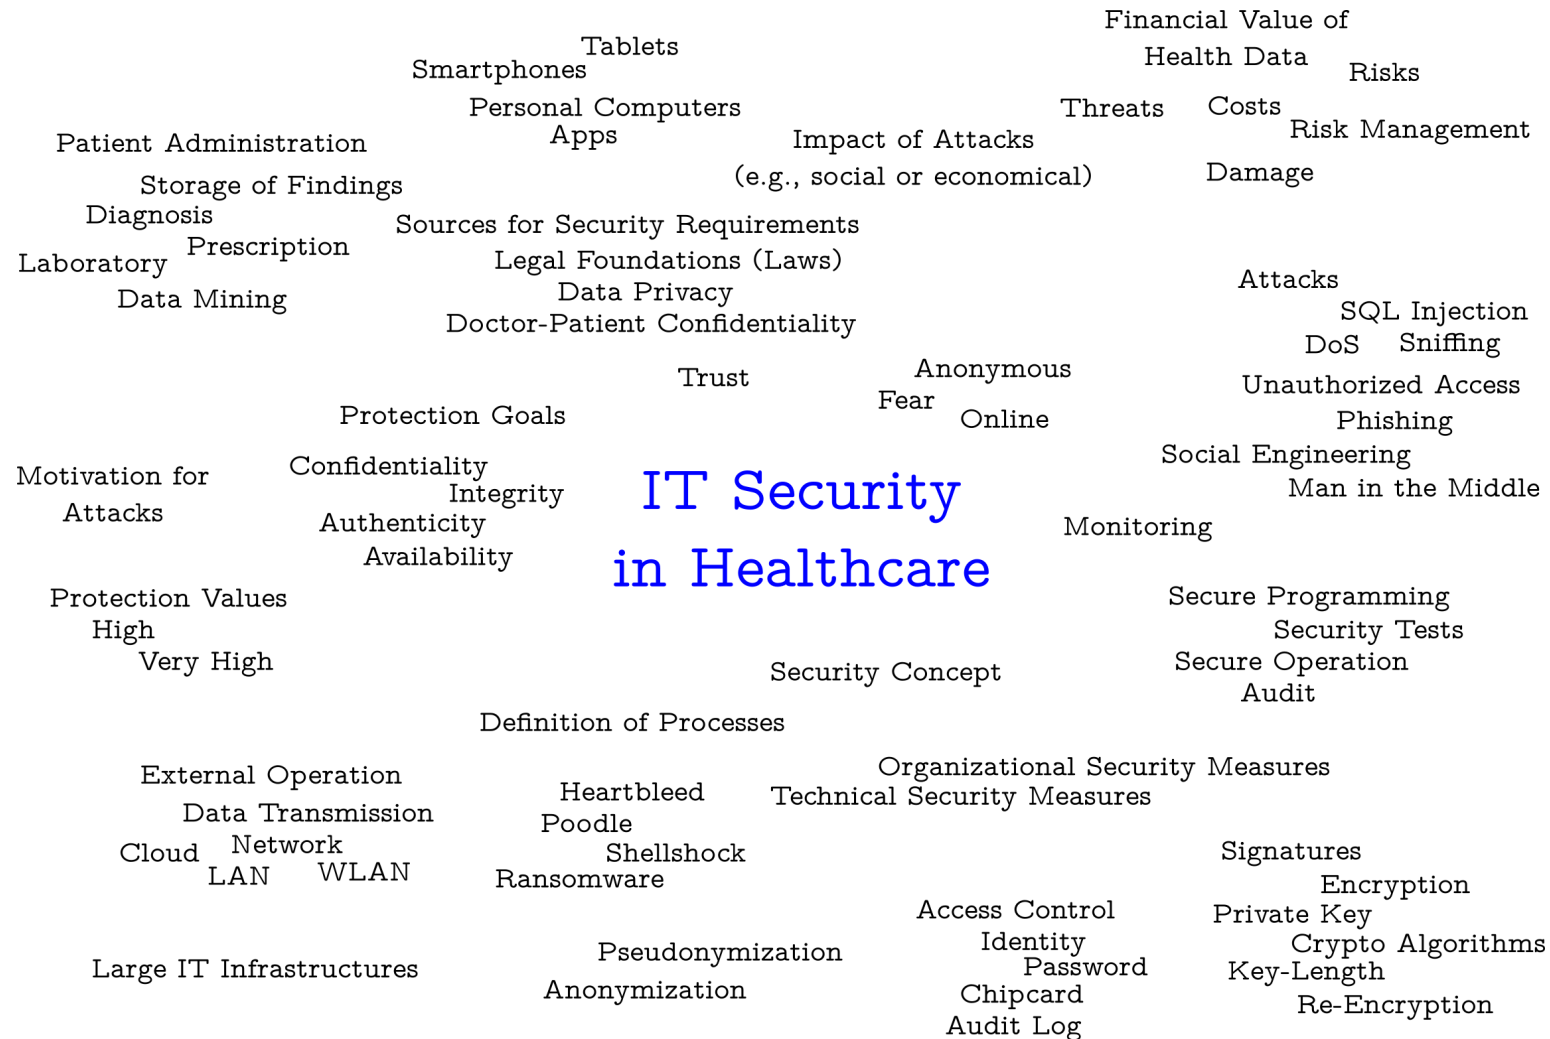 Financial Value of
Health Data
Risks
Threats
Costs
Risk Management
Damage
Tablets
Smartphones
Personal Computers
Apps
Impact of Attacks
(e.g., social or economical)
Patient Administration
Storage of Findings
Diagnosis
Prescription
Laboratory
Data Mining
Sources for Security Requirements
Legal Foundations (Laws)
Data Privacy
Doctor-Patient Confidentiality
Attacks
SQL Injection
DoS
Sniffing
Unauthorized Access
Phishing
Social Engineering
Man in the Middle
Trust
Anonymous
Fear
Online
Protection Goals
Confidentiality
Integrity
Authenticity
Availability
Motivation for
Attacks
IT Security
in Healthcare
Monitoring
Protection Values
High
Very High
Secure Programming
Security Tests
Secure Operation
Audit
Security Concept
Definition of Processes
Organizational Security Measures
Technical Security Measures
External Operation
Data Transmission
Network
Cloud
LAN
WLAN
Heartbleed
Poodle
Shellshock
Ransomware
Signatures
Encryption
Private Key
Crypto Algorithms
Key-Length
Re-Encryption
Access Control
Identity
Password
Chipcard
Audit Log
Pseudonymization
Anonymization
Large IT Infrastructures